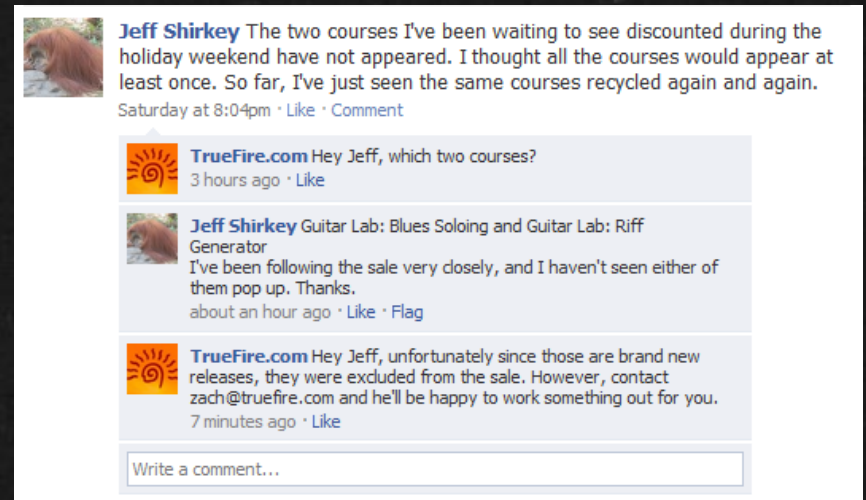 Jeff Shirkey The two courses I've been waiting to see discounted during the
holiday weekend have not appeared. I thought all the courses would appear at
least once. So far, I've just seen the same courses recycled again and again.
Saturday at 8:04pm · Like · Comment
TrueFire.com Hey Jeff, which two courses?
3 hours ago · Like
Jeff Shirkey Guitar Lab: Blues Soloing and Guitar Lab: Riff
Generator
I've been following the sale very closely, and I haven't seen either of
them pop up. Thanks.
about an hour ago · Like · Flag
TrueFire.com Hey Jeff, unfortunately since those are brand new
releases, they were excluded from the sale. However, contact
zach@truefire.com and he'll be happy to work something out for you.
7 minutes ago · Like
Write a comment...